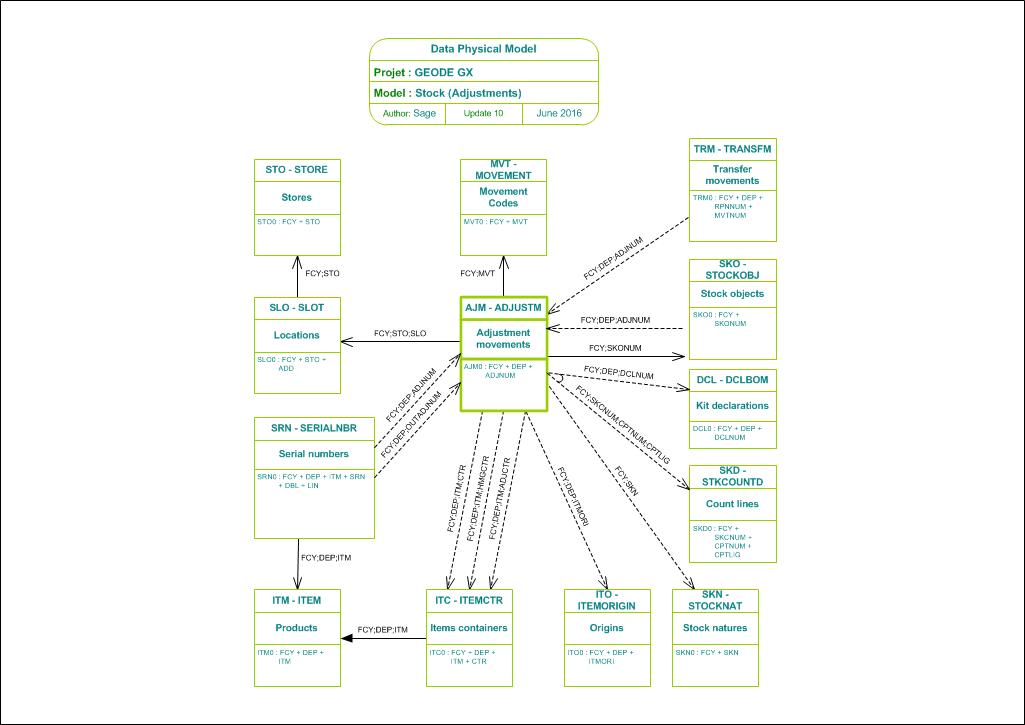 Data Physical Model
Projet : GEODE GX
Model : Stock (Adjustments)
Author: Sage
Update 10
June 2016
STO - STORE
Stores
STO0 : FCY + STO
MVT -
MOVEMENT
Movement
Codes
MVT0 : FCY + MVT
TRM - TRANSFM
Transfer
movements
TRM0 : FCY + DEP +
RPNNUM +
MVTNUM
FCY;STO
FCY;MVT
FCY;DEP;ADJNUM
SKO -
STOCKOBJ
Stock objects
SKO0 : FCY +
SKONUM
SLO - SLOT
Locations
SLO0 : FCY + STO +
ADD
FCY;STO;SLO
AJM - ADJUSTM
Adjustment
movements
AJM0 : FCY + DEP +
ADJNUM
FCY;DEP;ADJNUM
FCY;SKONUM
FCY;DEP;DCLNUM
DCL - DCLBOM
Kit declarations
DCL0 : FCY + DEP +
DCLNUM
FCY;DEP;ADJNUM
FCY;DEP;OUTADJNUM
FCY;SKCNUM;CPTNUM;CPTLIG
SRN - SERIALNBR
Serial numbers
SRN0 : FCY + DEP + ITM + SRN
+ DBL + LIN
SKD -
STKCOUNTD
Count lines
SKD0 : FCY +
SKCNUM +
CPTNUM +
CPTLIG
FCY;DEP;ITM;CTR
FCY;DEP;ITM;HMGCTR
FCY;DEP;ITM;ADJCTR
FCY;DEP;ITMORI
FCY;SKN
FCY;DEP;ITM
ITM - ITEM
Products
ITM0 : FCY + DEP +
ITM
FCY;DEP;ITM
ITC - ITEMCTR
Items containers
ITC0 : FCY + DEP +
ITM + CTR
ITO -
ITEMORIGIN
Origins
ITO0 : FCY + DEP +
ITMORI
SKN -
STOCKNAT
Stock natures
SKN0 : FCY + SKN